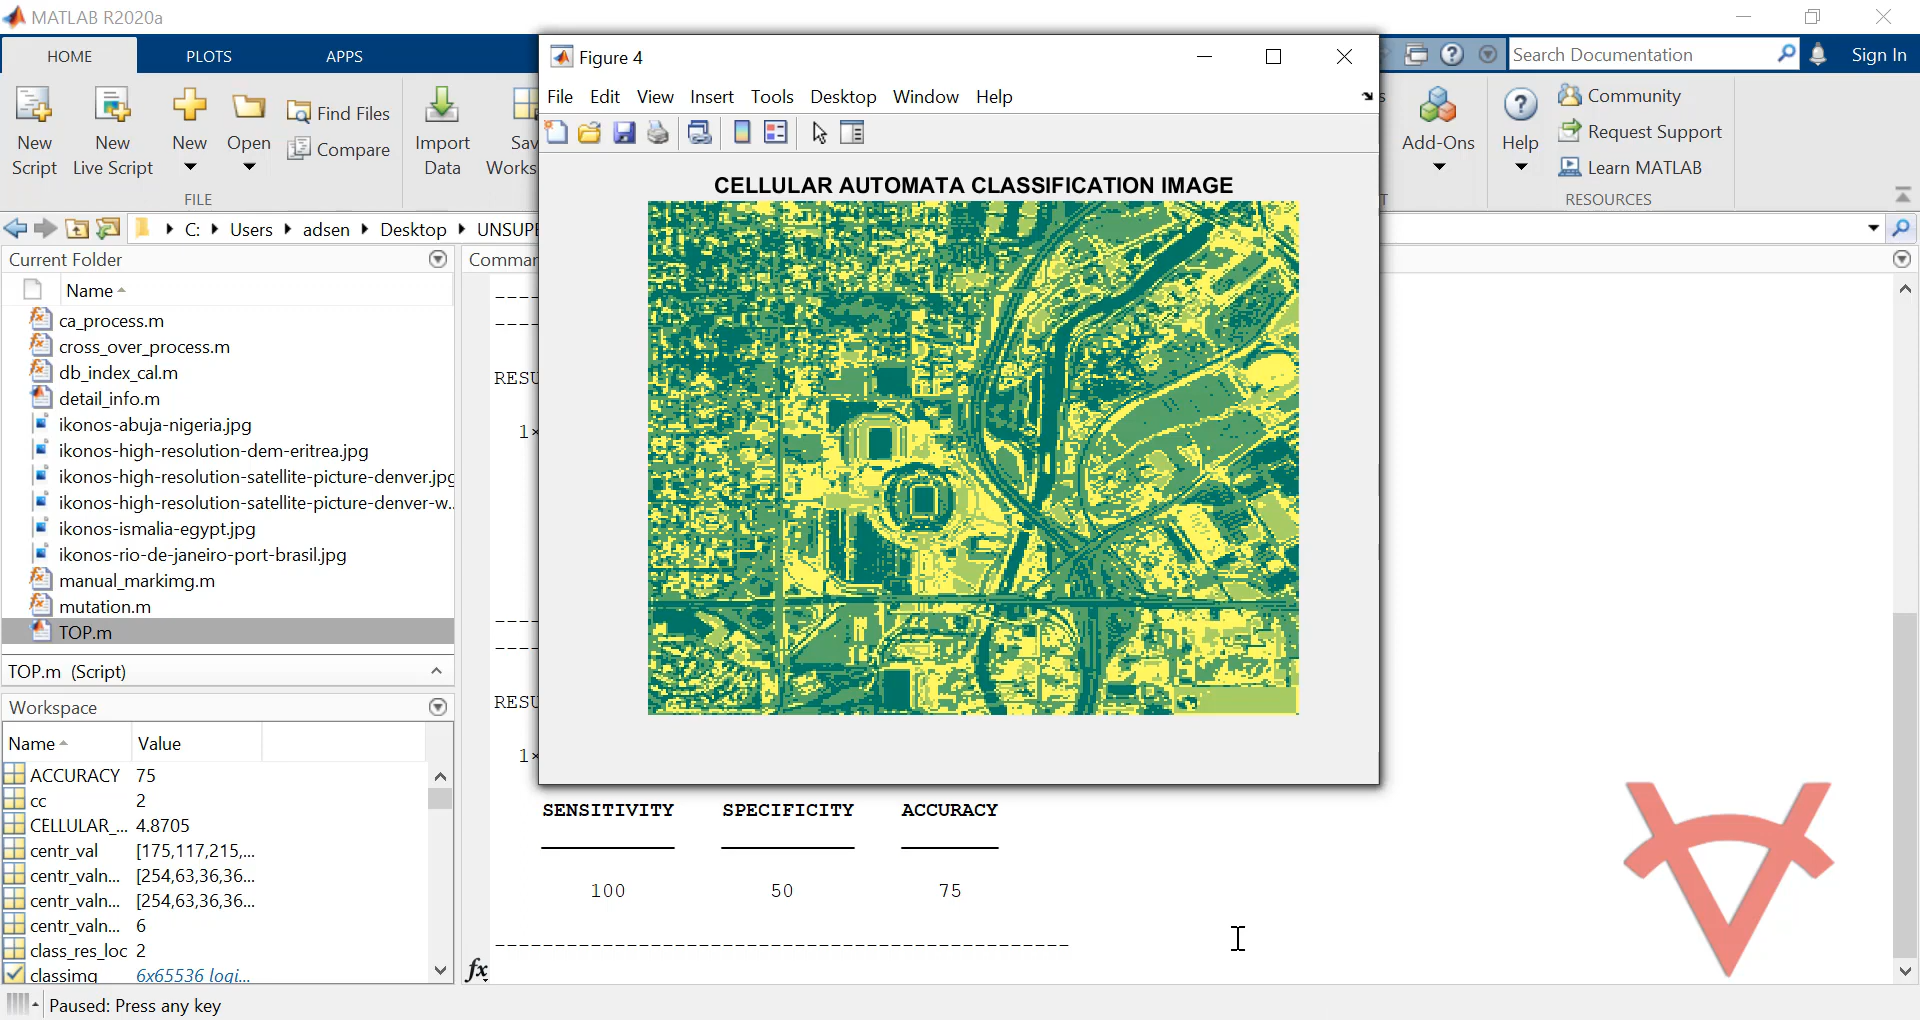 MATLAB R2020a
HOME PLOTS APPS
Search Documentation
Sign In
New Script
New Live Script
New
Open
Find Files
Compare
Import Data
Sav
Works
FILE
Add-Ons
Help
Community
Request Support
Learn MATLAB
RESOURCES
C: Users adsen Desktop UNSUPE
Current Folder
Name
ca_process.m
cross_over_process.m
db_index_cal.m
detail_info.m
ikonos-abuja-nigeria.jpg
ikonos-high-resolution-dem-eritrea.jpg
ikonos-high-resolution-satellite-picture-denver.jpg
ikonos-high-resolution-satellite-picture-denver-w...
ikonos-ismalia-egypt.jpg
ikonos-rio-de-janeiro-port-brasil.jpg
manual_markimg.m
mutation.m
TOP.m
TOP.m (Script)
Workspace
Name Value
ACCURACY 75
cc 2
CELLULAR_... 4.8705
centr_val [175,117,215,...
centr_valn... [254,63,36,36...
centr_valn... [254,63,36,36...
centr_valn... 6
class_res_loc 2
classimg 6x65536 logi...
Paused: Press any key
Comman
RESU
1×
RESU
1×
Figure 4
File Edit View Insert Tools Desktop Window Help
CELLULAR AUTOMATA CLASSIFICATION IMAGE
SENSITIVITY SPECIFICITY ACCURACY
100 50 75
fx